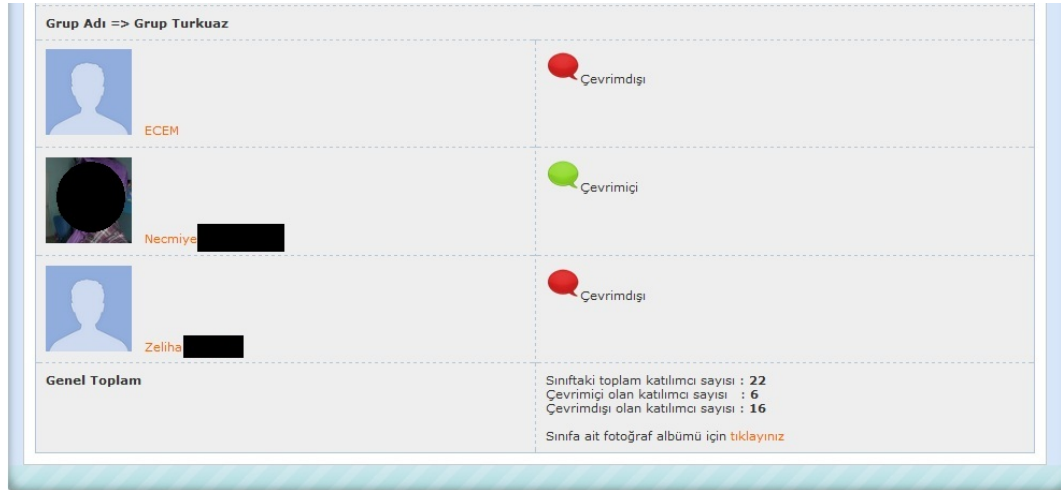 Grup Adı => Grup Turkuaz
Çevrimdışı
ECEM
Çevrimiçi
Necmiye
Çevrimdışı
Zeliha
Genel Toplam
Sınıftaki toplam katılımcı sayısı : 22
Çevrimiçi olan katılımcı sayısı : 6
Çevrimdışı olan katılımcı sayısı : 16
Sınıfa ait fotoğraf albümü için tıklayınız